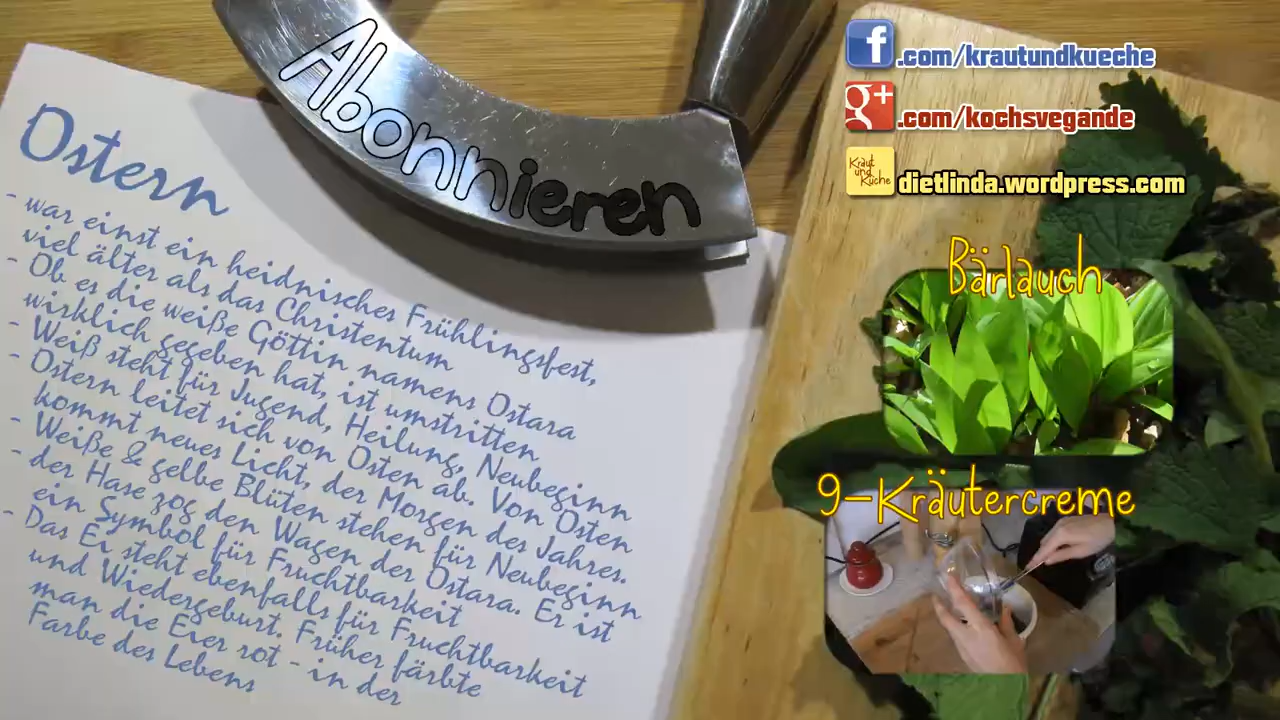 Abonnieren
Ostern
- war einst ein heidnisches Frühlingsfest,
viel älter als das Christentum
- Ob es die weiße Göttin namens Ostara
wirklich gegeben hat, ist umstritten
- Weiß steht für Jugend, Heilung, Neubeginn
- Ostern leitet sich von Osten ab. Von Osten
kommt neues Licht, der Morgen des Jahres.
- Weiße & gelbe Blüten stehen für Neubeginn
- der Hase zog den Wagen der Ostara. Er ist
ein Symbol für Fruchtbarkeit
- Das Ei steht ebenfalls für Fruchtbarkeit
und Wiedergeburt. Früher färbte
man die Eier rot - in der
Farbe des Lebens
f .com/krautundkueche
g+ .com/kochsvegande
Kraut
und
Küche
dietlinda.wordpress.com
Bärlauch
9-Kräutercreme